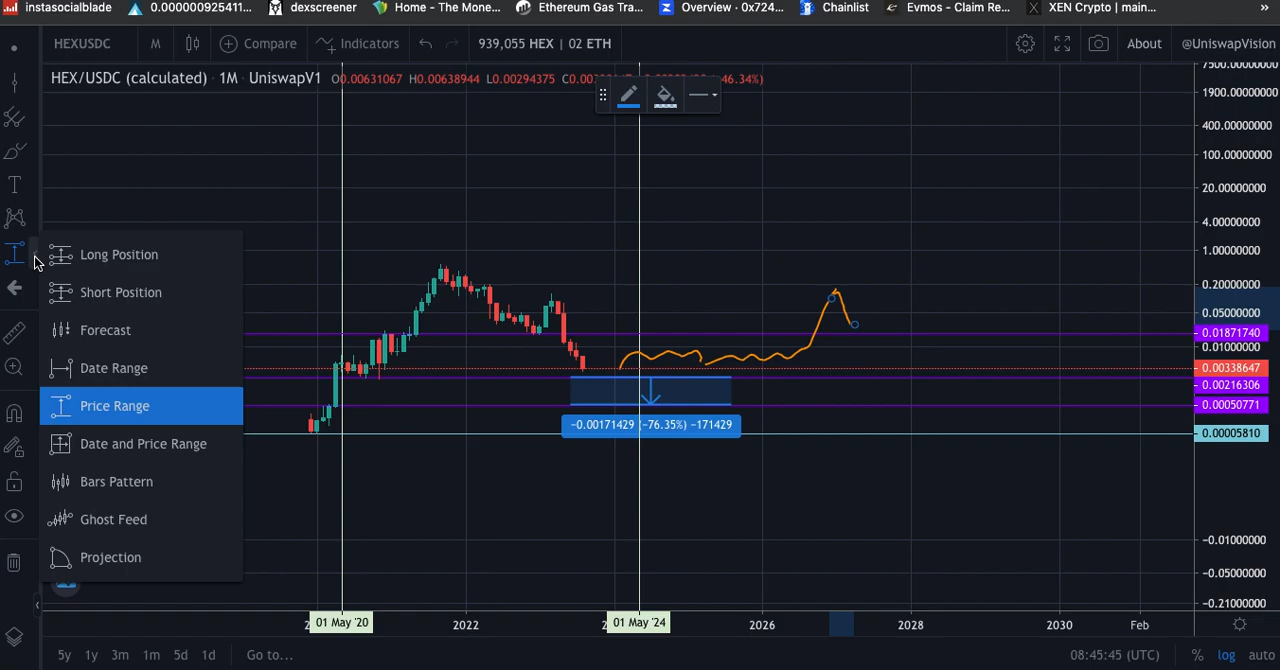 instasocialblade 0.000000925411... dexscreener Home - The Mone... Ethereum Gas Tra... Overview · 0x724... Chainlist Evmos - Claim Re... XEN Crypto | main... »
HEXUSDC M Compare Indicators 939,055 HEX | 02 ETH About @UniswapVision
HEX/USDC (calculated) · 1M · UniswapV1 O0.00631067 H0.00638944 L0.00294375
7500.00000000
1900.00000000
400.00000000
100.00000000
20.00000000
4.00000000
1.00000000
0.20000000
0.05000000
0.01871740
0.01000000
0.00338647
0.00216306
0.00050771
0.00005810
-0.01000000
-0.05000000
-0.21000000
Long Position
Short Position
Forecast
Date Range
Price Range
Date and Price Range
Bars Pattern
Ghost Feed
Projection
-0.00171429 (-76.35%) -171429
01 May '20 2022 01 May '24 2026 2028 2030 Feb
5y 1y 3m 1m 5d 1d Go to... 08:45:45 (UTC) % log auto